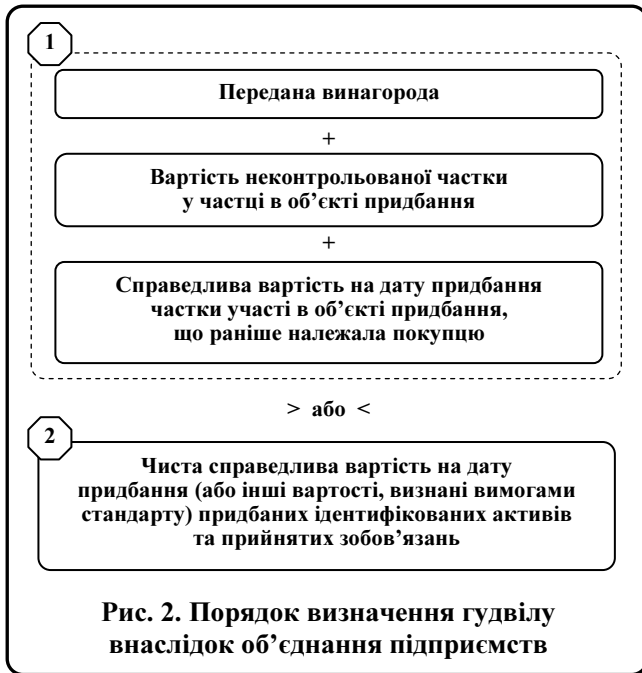 1
Передана винагорода
+
Вартість неконтрольованої частки
у частці в об’єкті придбання
+
Справедлива вартість на дату придбання
частки участі в об’єкті придбання,
що раніше належала покупцю
> або <
2
Чиста справедлива вартість на дату
придбання (або інші вартості, визнані вимогами
стандарту) придбаних ідентифікованих активів
та прийнятих зобов’язань
Рис. 2. Порядок визначення гудвілу
внаслідок об’єднання підприємств